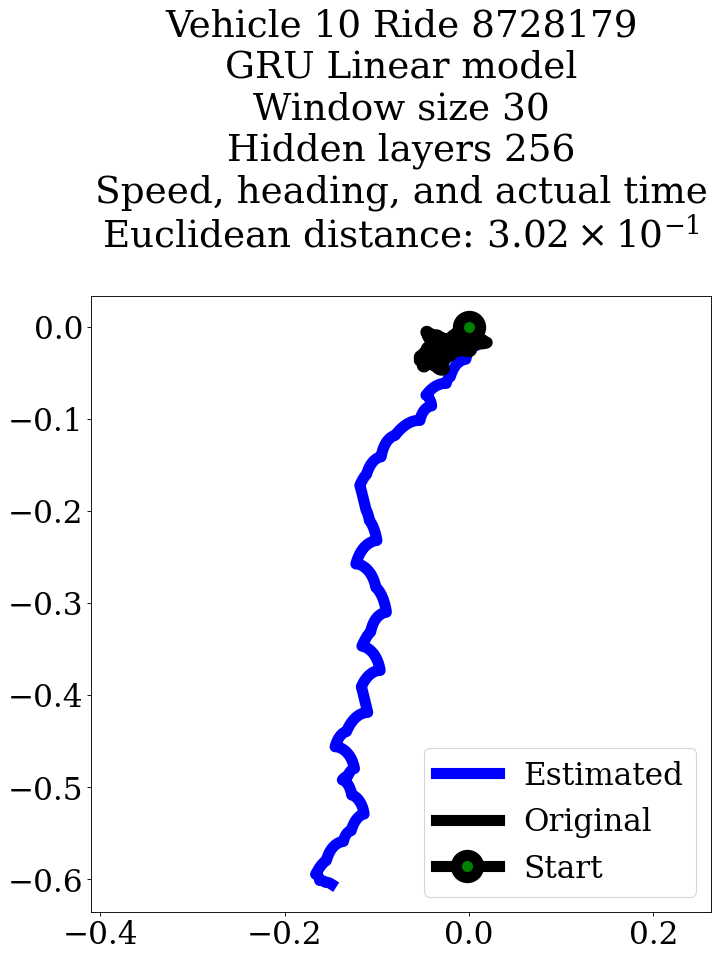 Vehicle 10 Ride 8728179
GRU Linear model
Window size 30
Hidden layers 256
Speed, heading, and actual time
Euclidean distance: 3.02 × 10⁻¹
0.0
−0.1
−0.2
−0.3
−0.4
−0.5
−0.6
Estimated
Original
Start
−0.4 −0.2 0.0 0.2